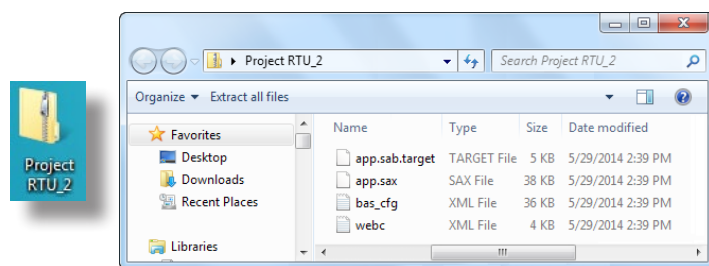 Project
RTU_2
Project RTU_2
Search Project RTU_2
Organize Extract all files
Favorites
Desktop
Downloads
Recent Places
Libraries
Name Type Size Date modified
app.sab.target TARGET File 5 KB 5/29/2014 2:39 PM
app.sax SAX File 38 KB 5/29/2014 2:39 PM
bas_cfg XML File 36 KB 5/29/2014 2:39 PM
webc XML File 4 KB 5/29/2014 2:39 PM